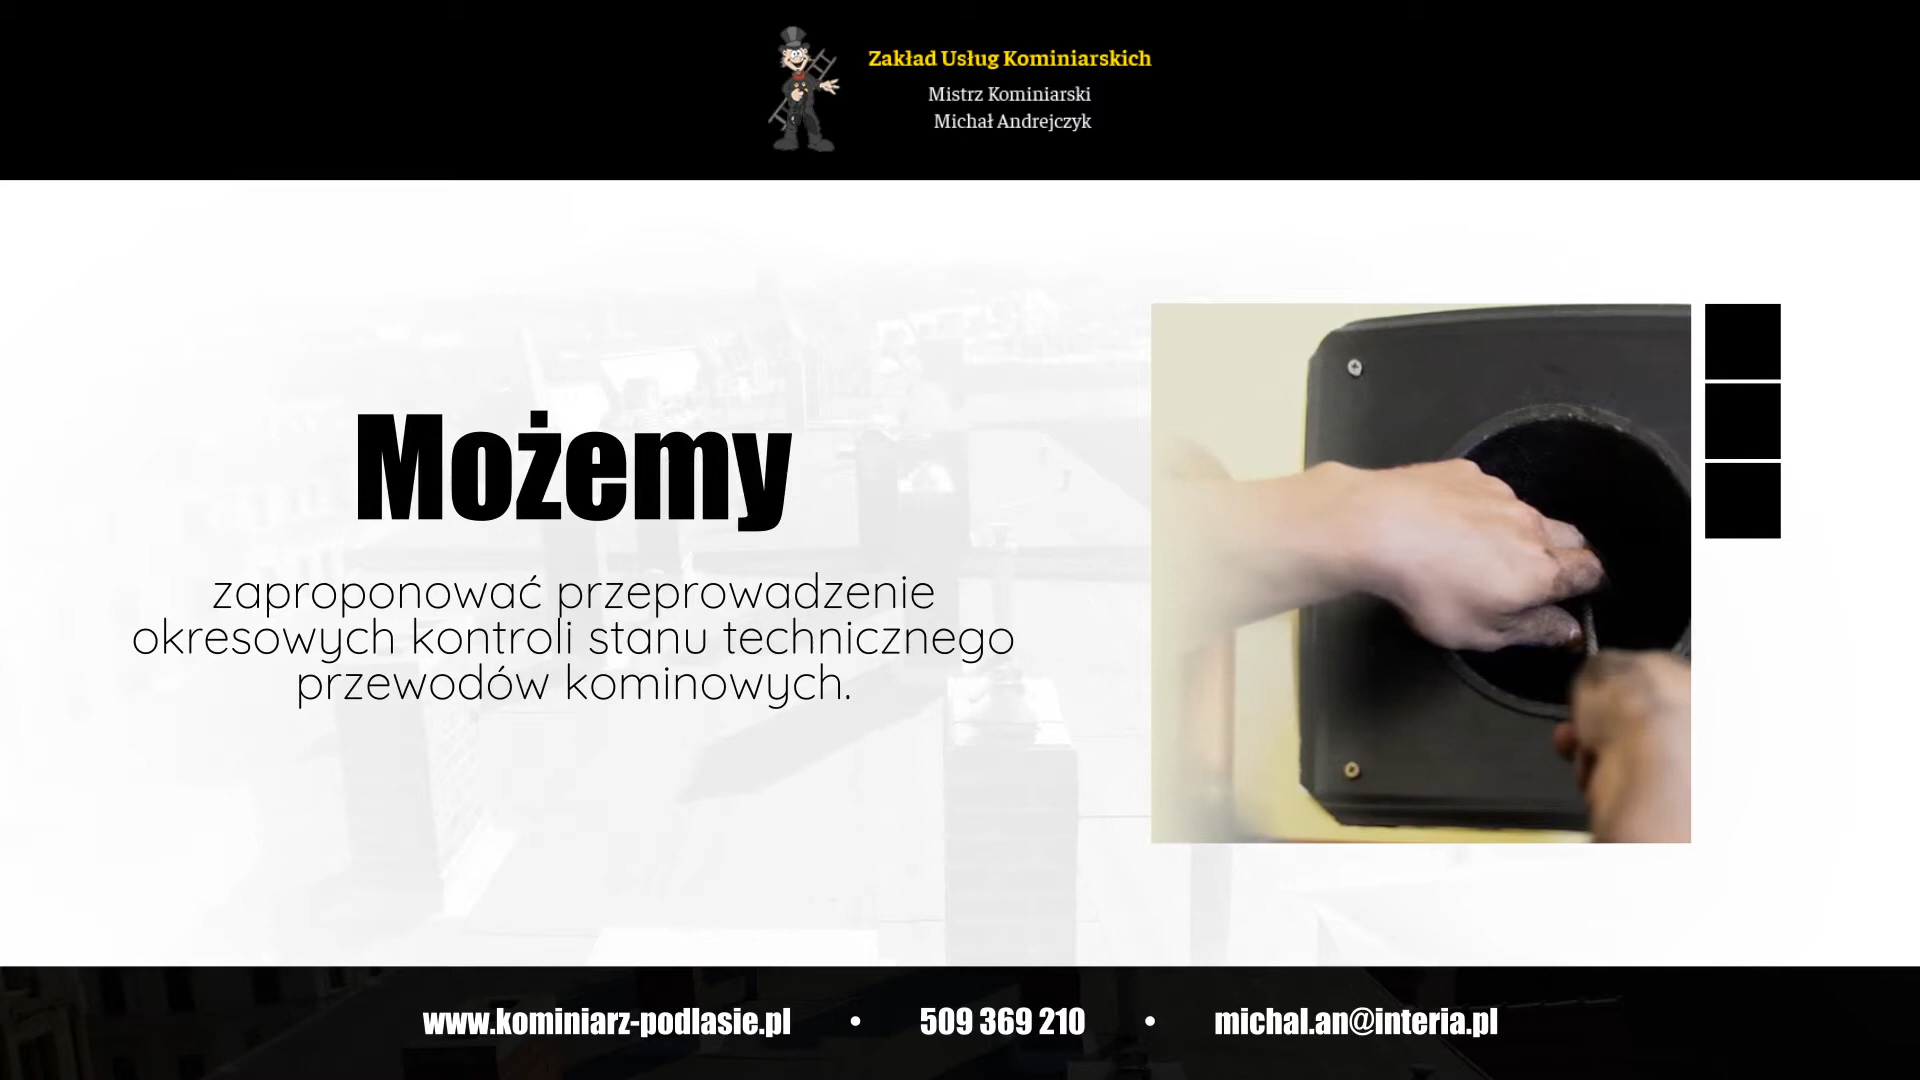 Zakład Usług Kominiarskich
Mistrz Kominiarski
Michał Andrejczyk
Możemy
zaproponować przeprowadzenie
okresowych kontroli stanu technicznego
przewodów kominowych.
www.kominiarz-podlasie.pl • 509 369 210 • michal.an@interia.pl